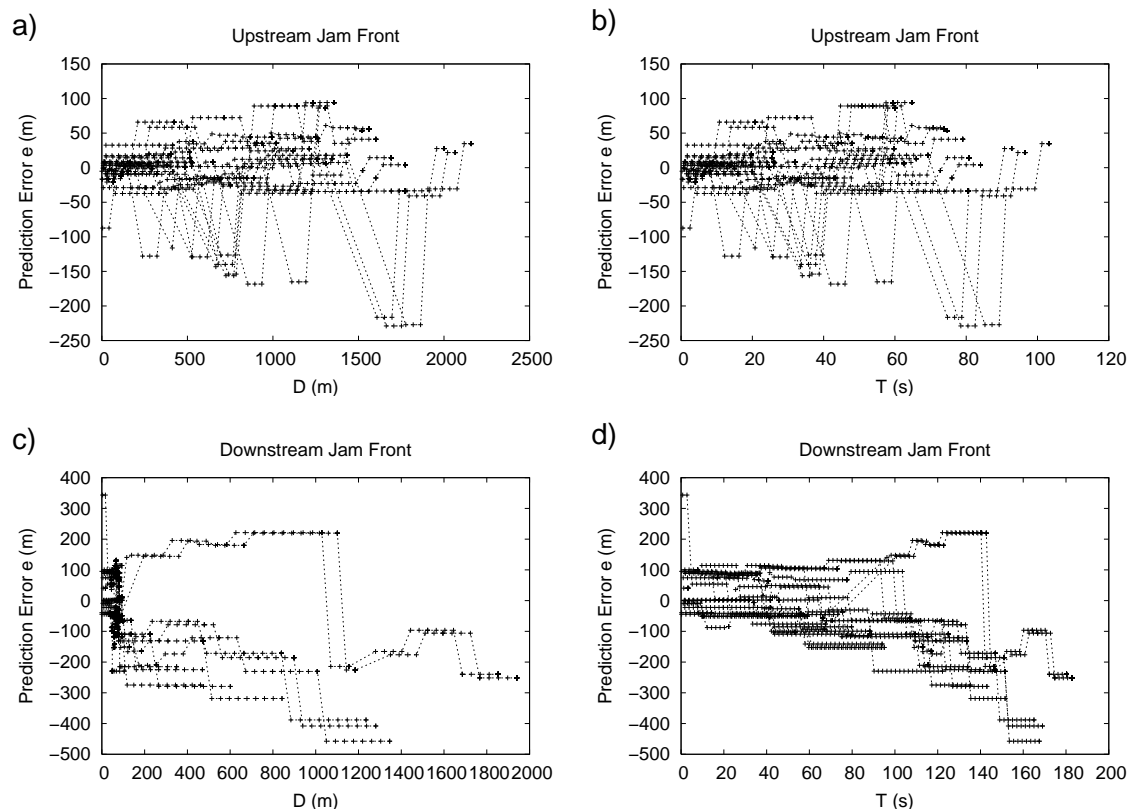 a)
Upstream Jam Front
Prediction Error e (m)
150
100
50
0
−50
−100
−150
−200
−250
0 500 1000 1500 2000 2500
D (m)
b)
Upstream Jam Front
Prediction Error e (m)
150
100
50
0
−50
−100
−150
−200
−250
0 20 40 60 80 100 120
T (s)
c)
Downstream Jam Front
Prediction Error e (m)
400
300
200
100
0
−100
−200
−300
−400
−500
0 200 400 600 800 1000 1200 1400 1600 1800 2000
D (m)
d)
Downstream Jam Front
Prediction Error e (m)
400
300
200
100
0
−100
−200
−300
−400
−500
0 20 40 60 80 100 120 140 160 180 200
T (s)